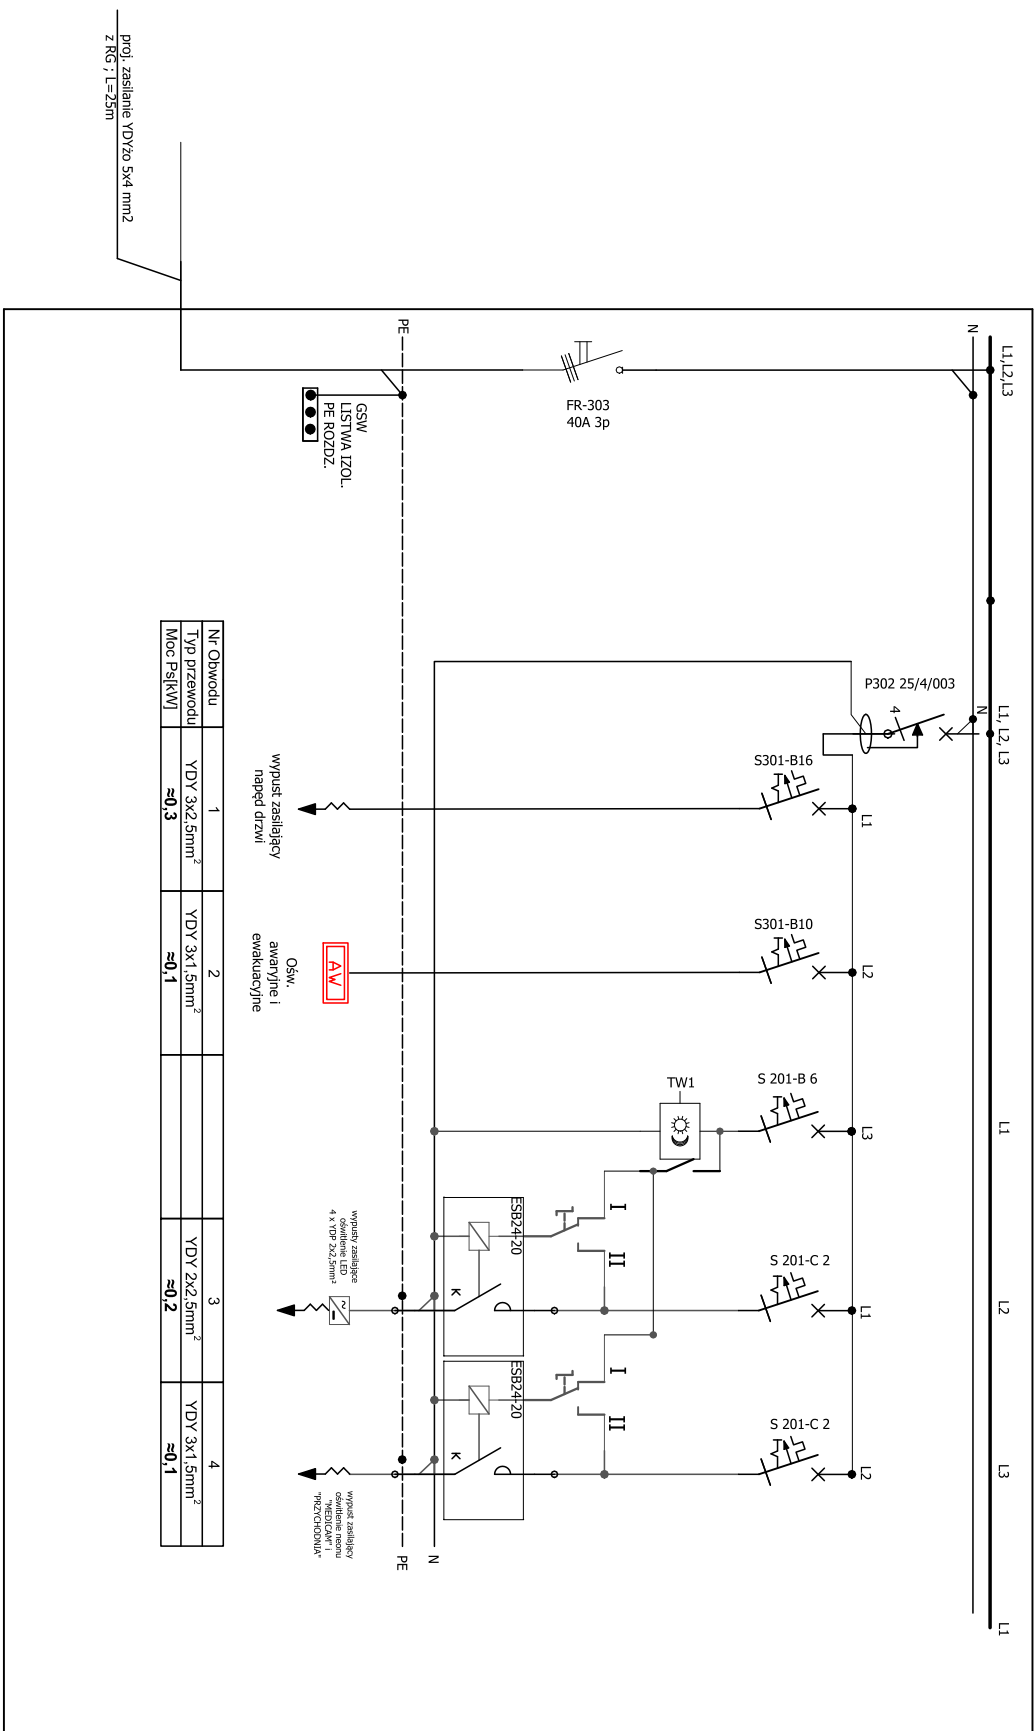 proj. zasilanie YDYżo 5x4 mm2
z RG ; L=25m
PE
N
L1,L2,L3
FR-303
40A 3p
GSW
LISTWA IZOL.
PE ROZDZ.
P302 25/4/003
4
N
L1, L2, L3
S301-B16
L1
S301-B10
L2
S 201-B 6
L3
L1
TW1
S 201-C 2
L1
L2
S 201-C 2
L2
L3
L1
I
II
ESB24-20
K
I
II
ESB24-20
K
N
PE
wypust zasilający
napęd drzwi
AW
Ośw.
awaryjne i
ewakuacyjne
wypusty zasilające
oświtlenie LED
4 x YDP 2x2,5mm²
wypust zasilający
oświtlenie neonu
"MEDICAM" i
"PRZYCHODNIA"
Nr Obwodu 1 2 3 4
Typ przewodu YDY 3x2,5mm² YDY 3x1,5mm² YDY 2x2,5mm² YDY 3x1,5mm²
Moc Ps[kW] ≈0,3 ≈0,1 ≈0,2 ≈0,1